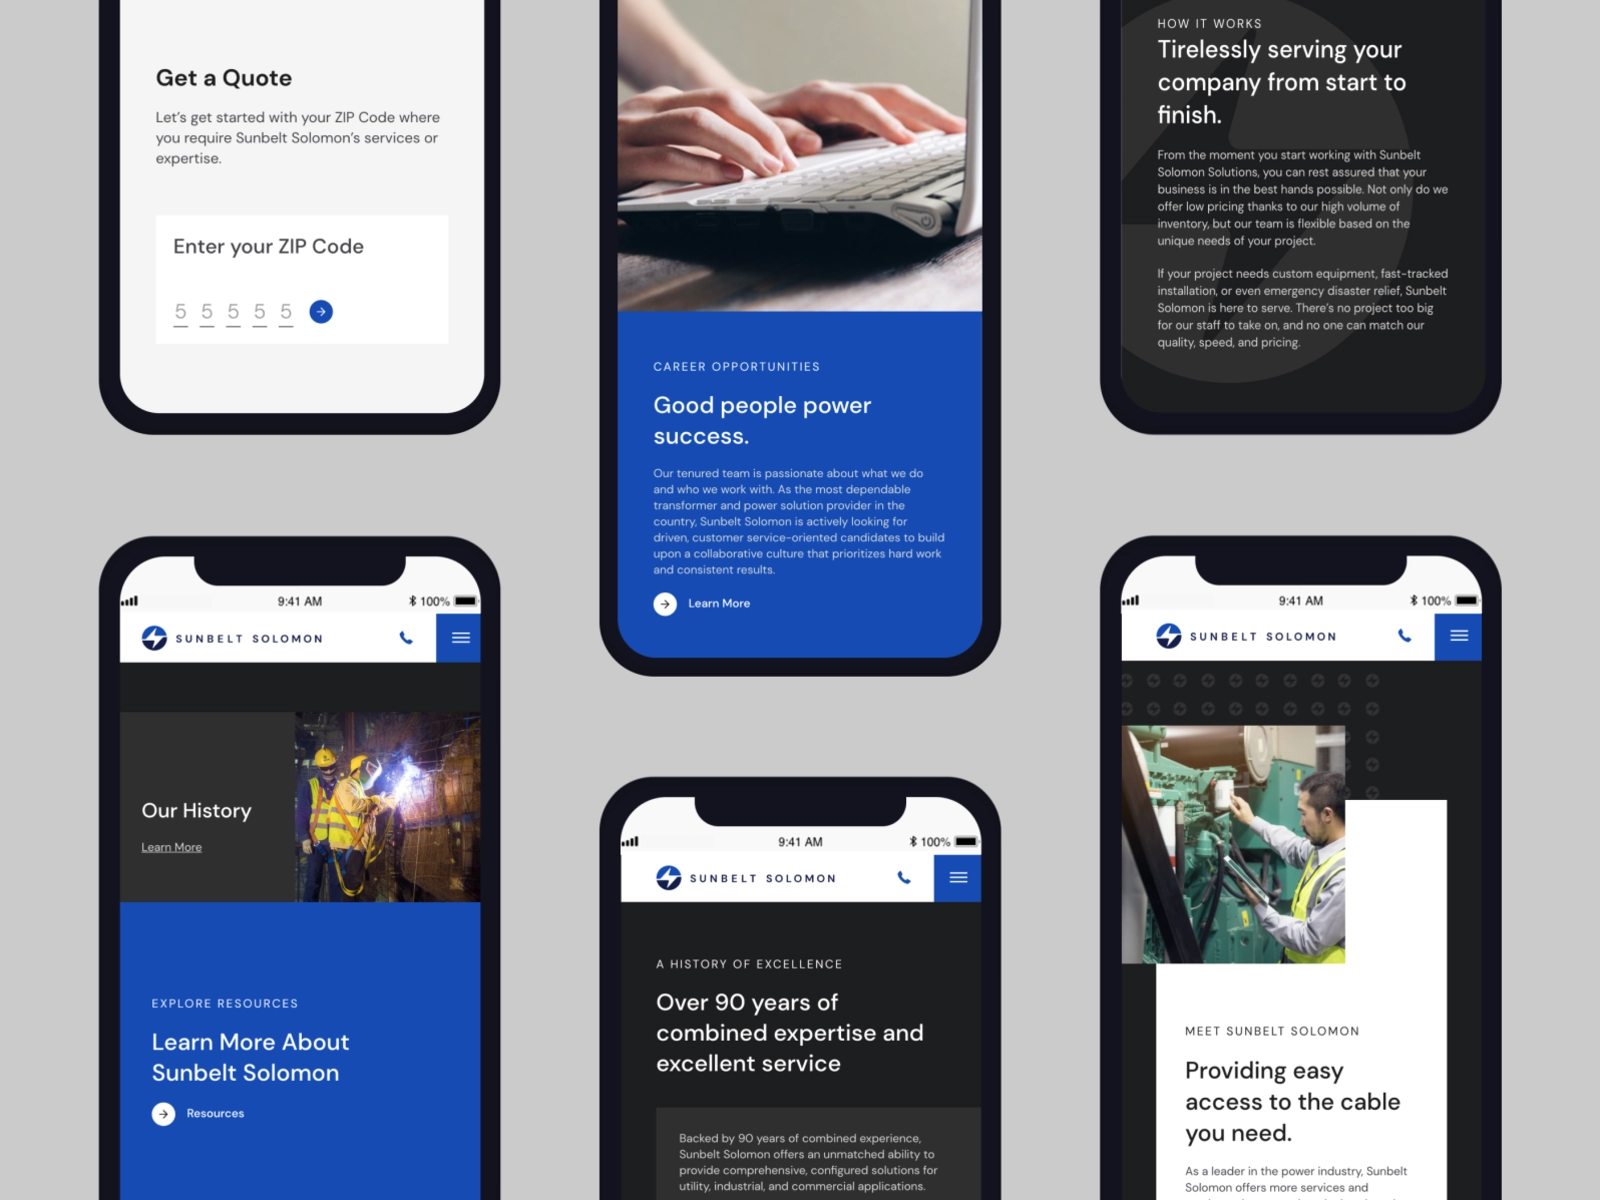 Get a Quote
Let's get started with your ZIP Code where
you require Sunbelt Solomon's services or
expertise.
Enter your ZIP Code
5 5 5 5 5
9:41 AM
100%
SUNBELT SOLOMON
Our History
Learn More
EXPLORE RESOURCES
Learn More About
Sunbelt Solomon
Resources
CAREER OPPORTUNITIES
Good people power
success.
Our tenured team is passionate about what we do
and who we work with. As the most dependable
transformer and power solution provider in the
country, Sunbelt Solomon is actively looking for
driven, customer service-oriented candidates to build
upon a collaborative culture that prioritizes hard work
and consistent results.
Learn More
9:41 AM
100%
SUNBELT SOLOMON
A HISTORY OF EXCELLENCE
Over 90 years of
combined expertise and
excellent service
Backed by 90 years of combined experience,
Sunbelt Solomon offers an unmatched ability to
provide comprehensive, configured solutions for
utility, industrial, and commercial applications.
HOW IT WORKS
Tirelessly serving your
company from start to
finish.
From the moment you start working with Sunbelt
Solomon Solutions, you can rest assured that your
business is in the best hands possible. Not only do we
offer low pricing thanks to our high volume of
inventory, but our team is flexible based on the
unique needs of your project.
If your project needs custom equipment, fast-tracked
installation, or even emergency disaster relief, Sunbelt
Solomon is here to serve. There's no project too big
for our staff to take on, and no one can match our
quality, speed, and pricing.
9:41 AM
100%
SUNBELT SOLOMON
MEET SUNBELT SOLOMON
Providing easy
access to the cable
you need.
As a leader in the power industry, Sunbelt
Solomon offers more services and